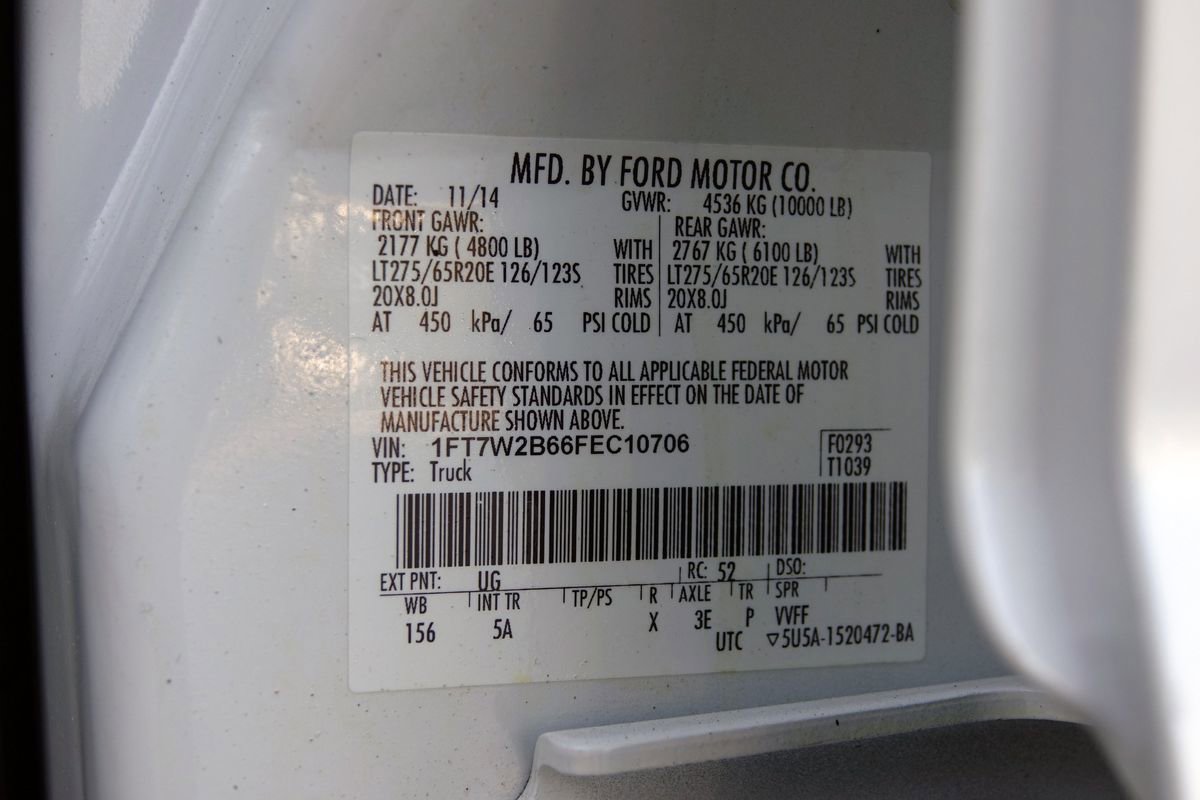 MFD. BY FORD MOTOR CO.
DATE: 11/14 GVWR: 4536 KG (10000 LB)
FRONT GAWR: REAR GAWR:
2177 KG ( 4800 LB) WITH 2767 KG ( 6100 LB) WITH
LT275/65R20E 126/123S TIRES LT275/65R20E 126/123S TIRES
20X8.0J RIMS 20X8.0J RIMS
AT 450 kPa/ 65 PSI COLD AT 450 kPa/ 65 PSI COLD
THIS VEHICLE CONFORMS TO ALL APPLICABLE FEDERAL MOTOR
VEHICLE SAFETY STANDARDS IN EFFECT ON THE DATE OF
MANUFACTURE SHOWN ABOVE.
VIN: 1FT7W2B66FEC10706 F0293
TYPE: Truck T1039
EXT PNT: UG RC: 52 DSO:
WB INT TR TP/PS R AXLE TR SPR
156 5A X 3E P VVFF
UTC ▽5U5A-1520472-BA